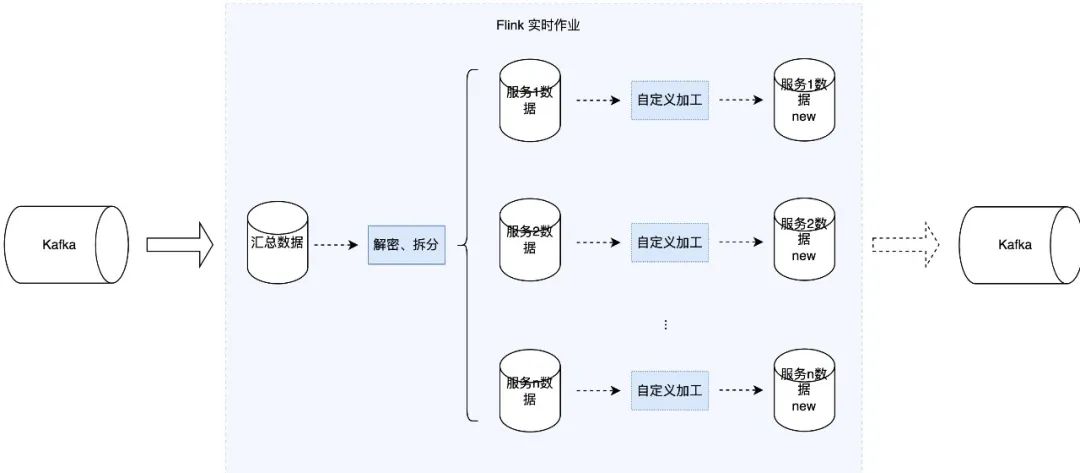 Flink 实时作业
服务1数
据
自定义加工
服务1数
据
new
Kafka
汇总数据
解密、拆分
服务2数
据
自定义加工
服务2数
据
new
Kafka
...
服务n数
据
自定义加工
服务n数
据
new